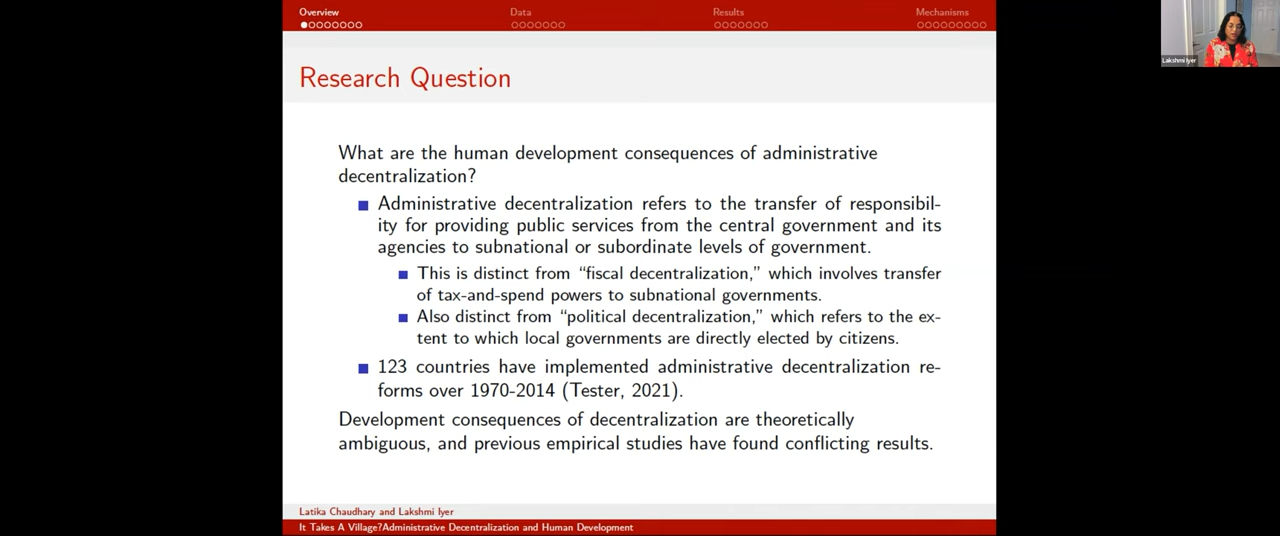 Overview
Data
Results
Mechanisms
Lakshmi Iyer
Research Question
What are the human development consequences of administrative
decentralization?
Administrative decentralization refers to the transfer of responsibil-
ity for providing public services from the central government and its
agencies to subnational or subordinate levels of government.
This is distinct from “fiscal decentralization,” which involves transfer
of tax-and-spend powers to subnational governments.
Also distinct from “political decentralization,” which refers to the ex-
tent to which local governments are directly elected by citizens.
123 countries have implemented administrative decentralization re-
forms over 1970-2014 (Tester, 2021).
Development consequences of decentralization are theoretically
ambiguous, and previous empirical studies have found conflicting results.
Latika Chaudhary and Lakshmi Iyer
It Takes A Village?Administrative Decentralization and Human Development